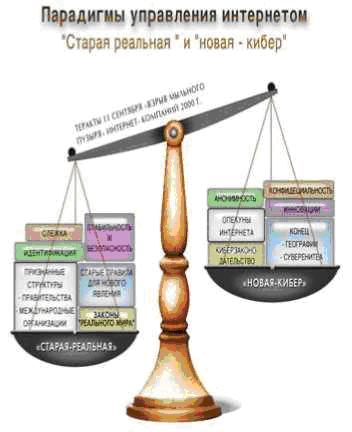 Парадигмы управления интернетом
"Старая реальная " и "новая - кибер"
ТЕРАКТЫ 11 СЕНТЯБРЯ -ВЗРЫВ МЫЛЬНОГО
ПУЗЫРЯ- ИНТЕРНЕТ- КОМПАНИЙ 2000 Г.
СЛЕЖКА
ИДЕНТИФИКАЦИЯ
ПРИЗНАННЫЕ
СТРУКТУРЫ
- ПРАВИТЕЛЬСТВА
- МЕЖДУНАРОДНЫЕ
ОРГАНИЗАЦИИ
СТАБИЛЬНОСТЬ
И
БЕЗОПАСНОСТЬ
СТАРЫЕ ПРАВИЛА
ДЛЯ НОВОГО
ЯВЛЕНИЯ
ЗАКОНЫ
"РЕАЛЬНОГО МИРА"
«СТАРАЯ-РЕАЛЬНАЯ»
АНОНИМНОСТЬ
ОПЕКУНЫ
ИНТЕРНЕТА
КИБЕРЗАКОНО
ДАТЕЛЬСТВО
КОНФИДЕЦИАЛЬНОСТЬ
ИННОВАЦИИ
КОНЕЦ
- ГЕОГРАФИИ
- СУВЕРЕНИТЕА
«НОВАЯ-КИБЕР»